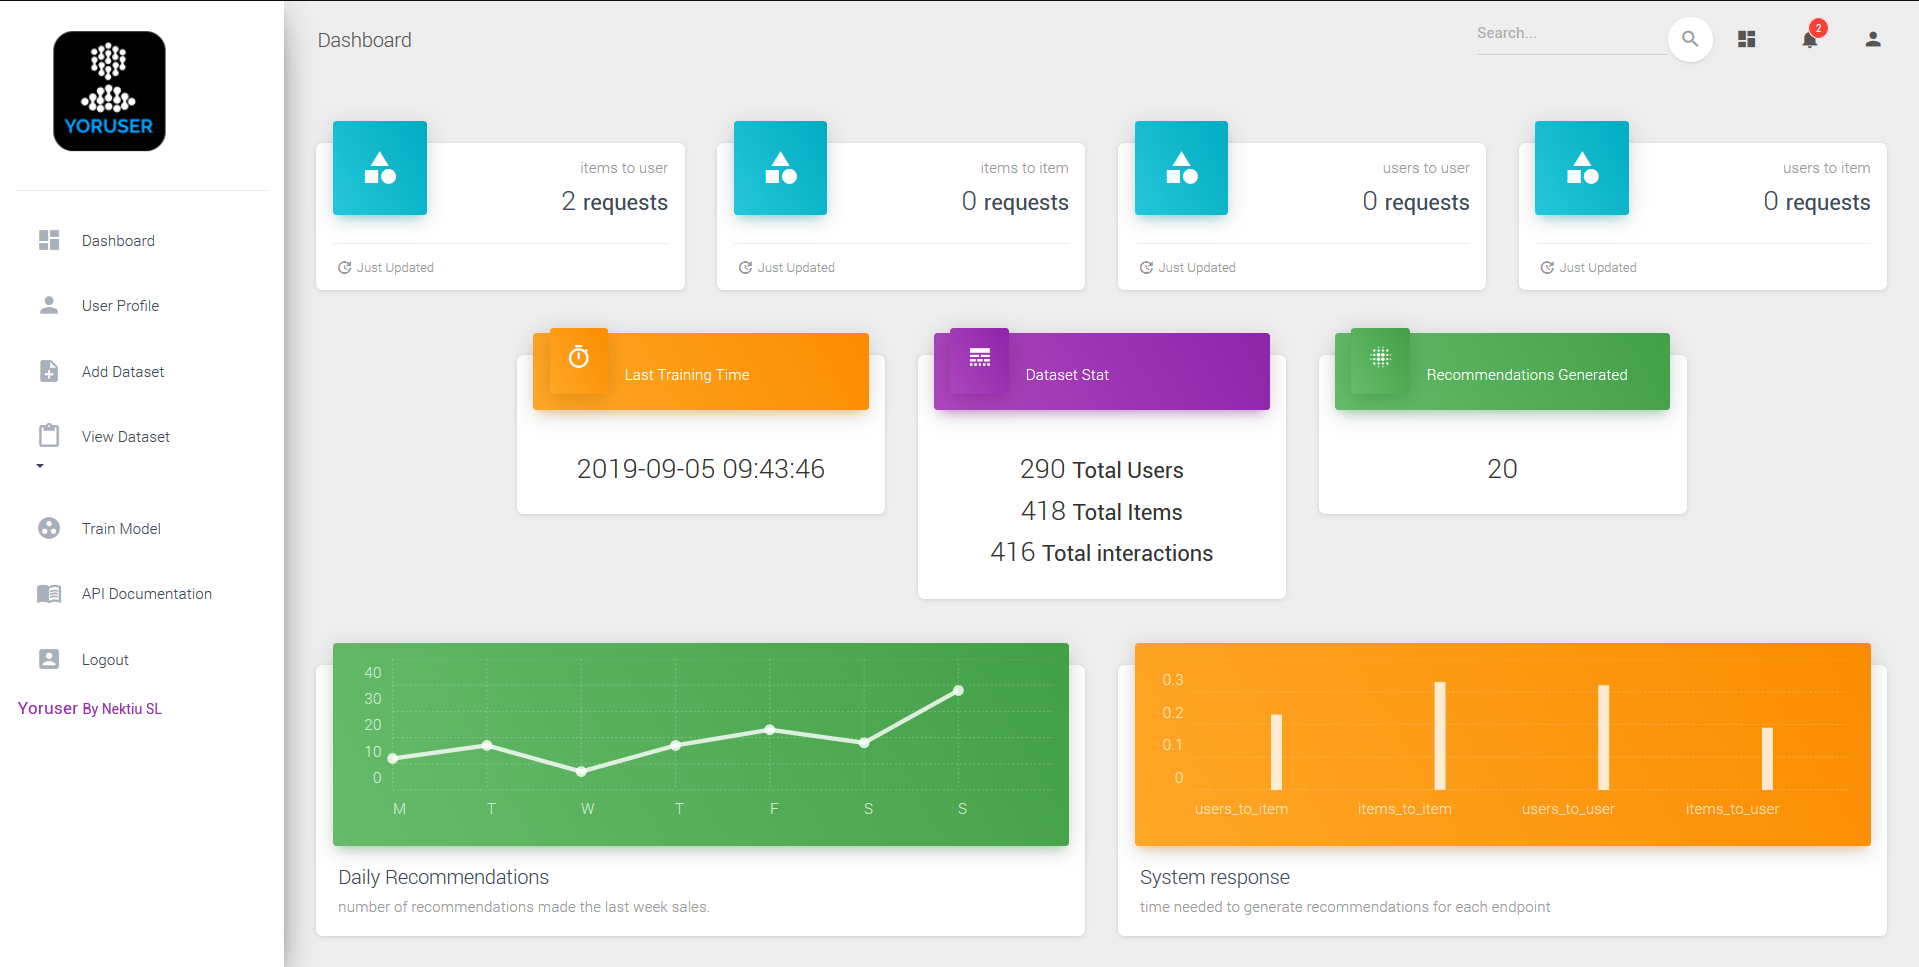 YORUSER
Dashboard
User Profile
Add Dataset
View Dataset
Train Model
API Documentation
Logout
Yoruser By Nektiu SL
Dashboard
Search...
2
items to user
2 requests
Just Updated
items to item
0 requests
Just Updated
users to user
0 requests
Just Updated
users to item
0 requests
Just Updated
Last Training Time
2019-09-05 09:43:46
Dataset Stat
290 Total Users
418 Total Items
416 Total interactions
Recommendations Generated
20
40
30
20
10
0
M T W T F S S
Daily Recommendations
number of recommendations made the last week sales.
0.3
0.2
0.1
0
users_to_item items_to_item users_to_user items_to_user
System response
time needed to generate recommendations for each endpoint